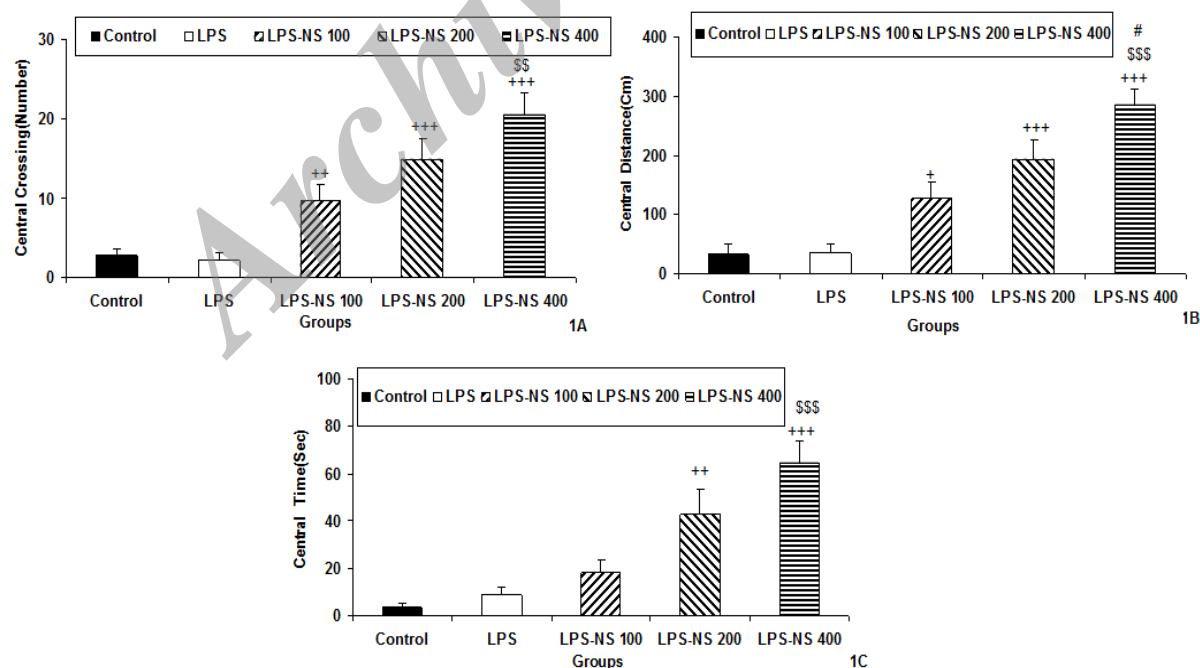 Archiv
Central Crossing(Number)
30
20
10
0
Control LPS LPS-NS 100 LPS-NS 200 LPS-NS 400
++
+++
$$
+++
Control LPS LPS-NS 100 LPS-NS 200 LPS-NS 400
Groups
1A
Central Distance(Cm)
400
300
200
100
0
Control LPS LPS-NS 100 LPS-NS 200 LPS-NS 400
+
+++
#
$$$
+++
Control LPS LPS-NS 100 LPS-NS 200 LPS-NS 400
Groups
1B
Central Time(Sec)
100
80
60
40
20
0
Control LPS LPS-NS 100 LPS-NS 200 LPS-NS 400
++
$$$
+++
Control LPS LPS-NS 100 LPS-NS 200 LPS-NS 400
Groups
1C